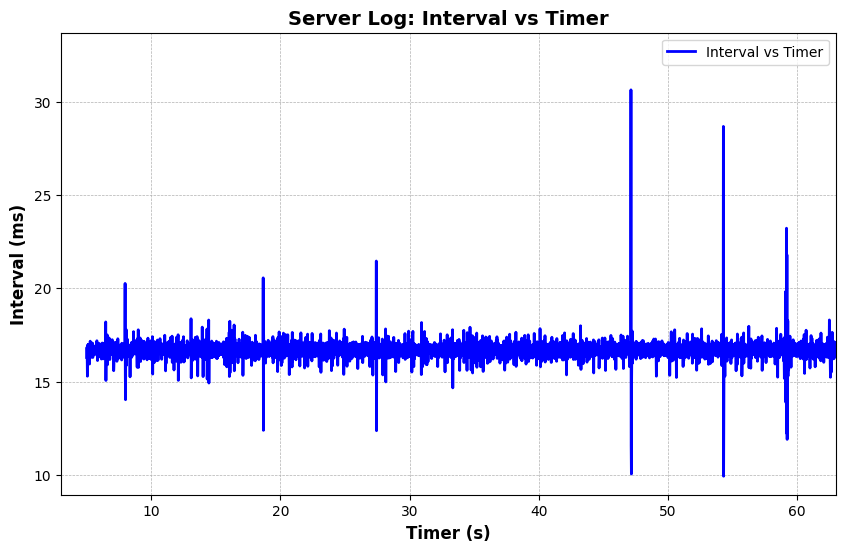 Server Log: Interval vs Timer
Interval vs Timer
Interval (ms)
30
25
20
15
10
10 20 30 40 50 60
Timer (s)